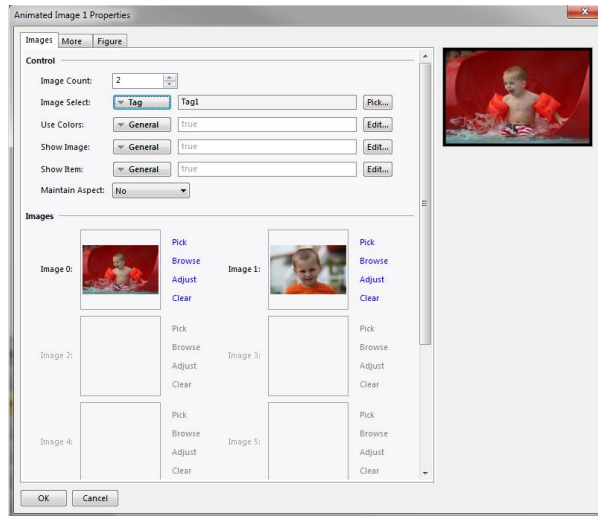 Animated Image 1 Properties
Images More Figure
Control
Image Count: 2
Image Select: Tag Tag1 Pick...
Use Colors: General true Edit...
Show Image: General true Edit...
Show Item: General true Edit...
Maintain Aspect: No
Images
Image 0: Pick Browse Adjust Clear Image 1: Pick Browse Adjust Clear
Image 2: Pick Browse Adjust Clear Image 3: Pick Browse Adjust Clear
Image 4: Pick Browse Adjust Clear Image 5: Pick Browse Adjust Clear
OK Cancel